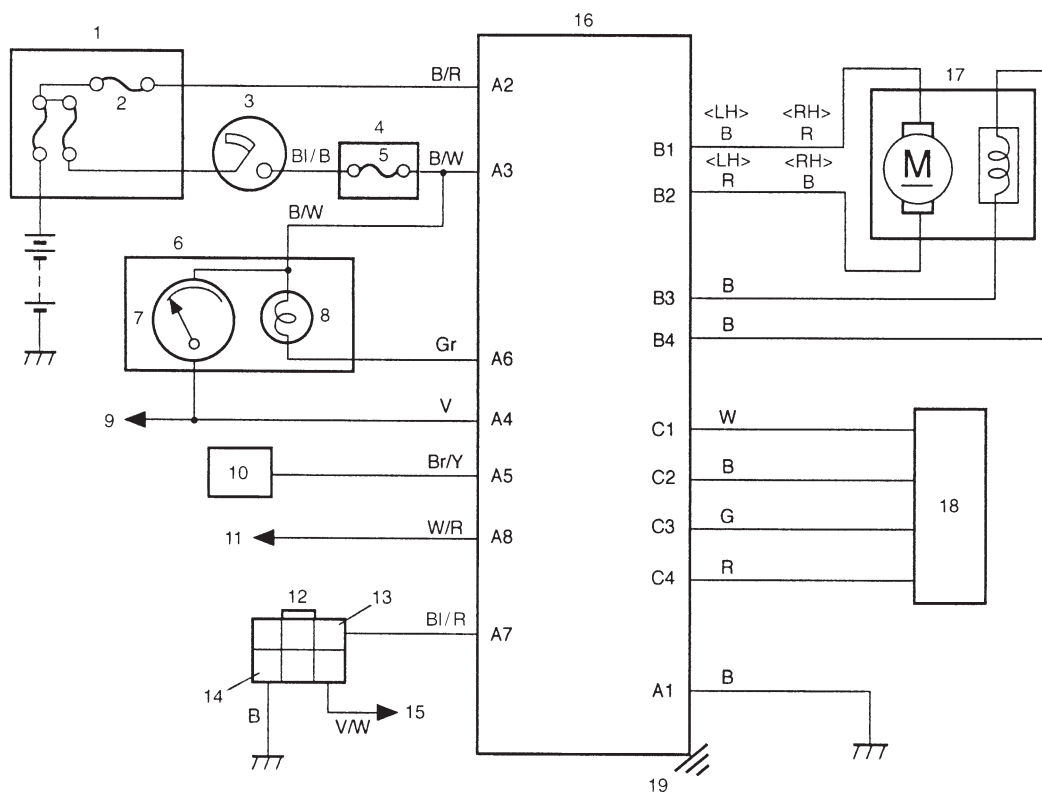 16
1
17
B/R
A2
2
3
4
<LH> <RH>
B R
5
Bl/B
B/W
A3
B1
<LH> <RH>
R B
M
B2
B/W
6
7
8
B
B3
B
B4
Gr
A6
V
9
A4
W
C1
Br/Y
10
A5
B
C2
18
W/R
11
A8
G
C3
R
C4
12
13
Bl/R
A7
14
B
15
V/W
B
A1
19